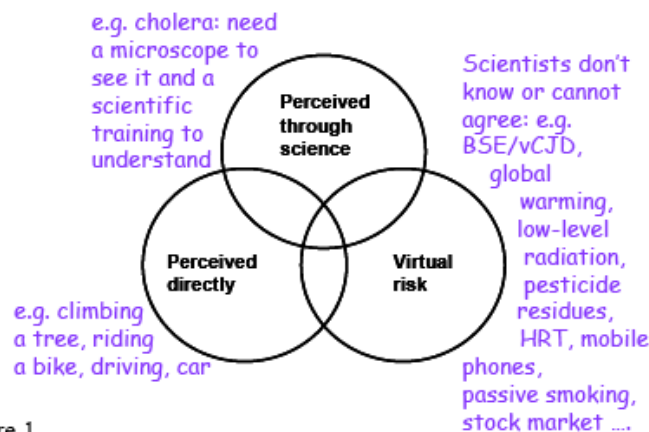 e.g. cholera: need
a microscope to
see it and a
scientific
training to
understand
Perceived
through
science
Scientists don't
know or cannot
agree: e.g.
BSE/vCJD,
global
warming,
low-level
radiation,
pesticide
residues,
HRT, mobile
phones,
passive smoking,
stock market ....
Perceived
directly
Virtual
risk
e.g. climbing
a tree, riding
a bike, driving, car
re 1